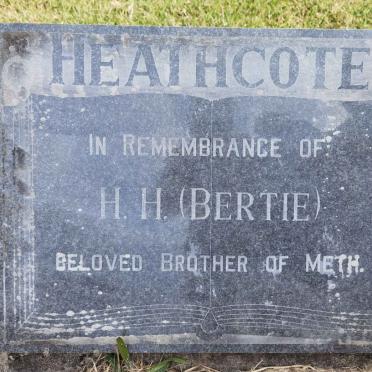 HEATHCOTE
IN REMEMBRANCE OF
H. H. (BERTIE)
BELOVED BROTHER OF METH.